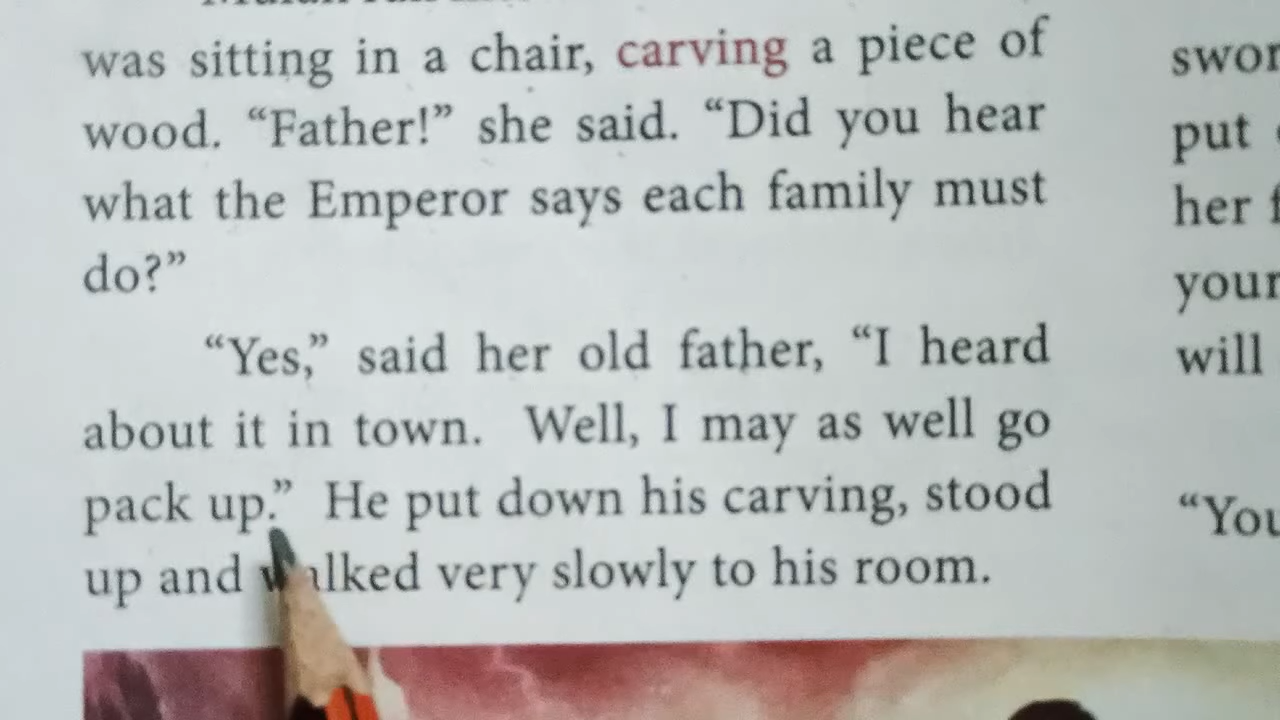 was sitting in a chair, carving a piece of
wood. “Father!” she said. “Did you hear
what the Emperor says each family must
do?”
“Yes,” said her old father, “I heard
about it in town. Well, I may as well go
pack up.” He put down his carving, stood
up and walked very slowly to his room.
put
her
your
will
“You